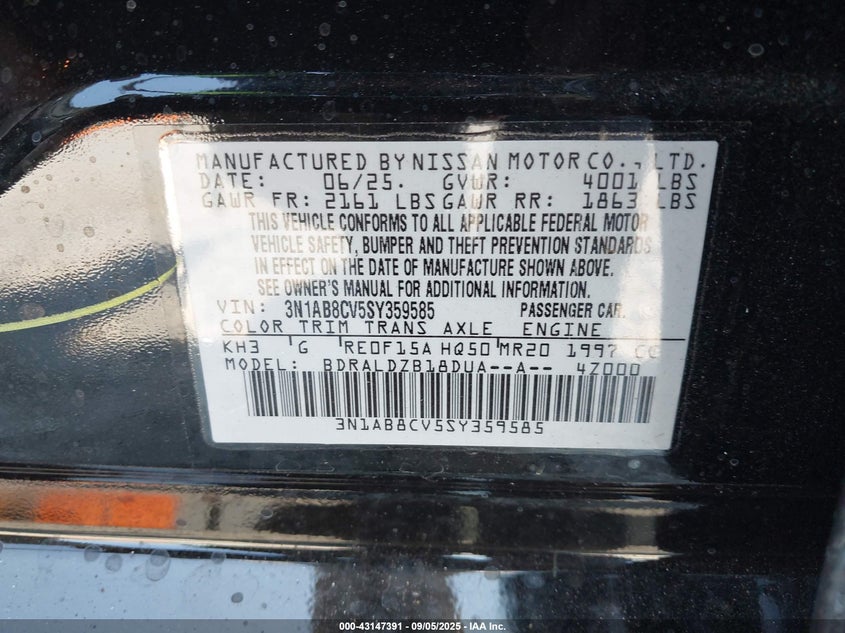 MANUFACTURED BY NISSAN MOTOR CO., LTD.
DATE: 06/25. GVWR: 4001 LBS
GAWR FR: 2161 LBS GAWR RR: 1863 LBS
THIS VEHICLE CONFORMS TO ALL APPLICABLE FEDERAL MOTOR
VEHICLE SAFETY, BUMPER AND THEFT PREVENTION STANDARDS
IN EFFECT ON THE DATE OF MANUFACTURE SHOWN ABOVE.
SEE OWNER'S MANUAL FOR ADDITIONAL INFORMATION.
VIN: 3N1AB8CV5SY359585 PASSENGER CAR.
COLOR TRIM TRANS AXLE ENGINE
KH3 G RE0F15A HQ50 MR20 1997 CC
MODEL: BDRALDZB18DUA--A-- 4Z000
3N1AB8CV5SY359585
000-43147391 - 09/05/2025 - IAA Inc.